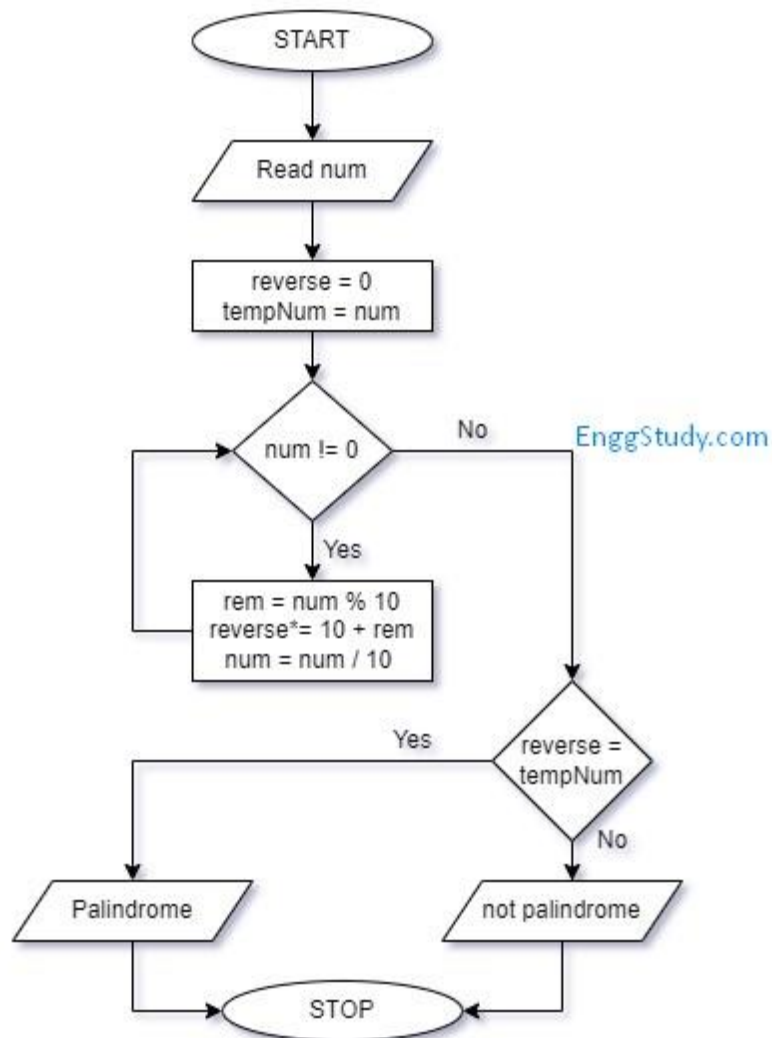 START
Read num
reverse = 0
tempNum = num
num != 0
No
EnggStudy.com
Yes
rem = num % 10
reverse*= 10 + rem
num = num / 10
Yes
reverse =
tempNum
No
Palindrome
not palindrome
STOP